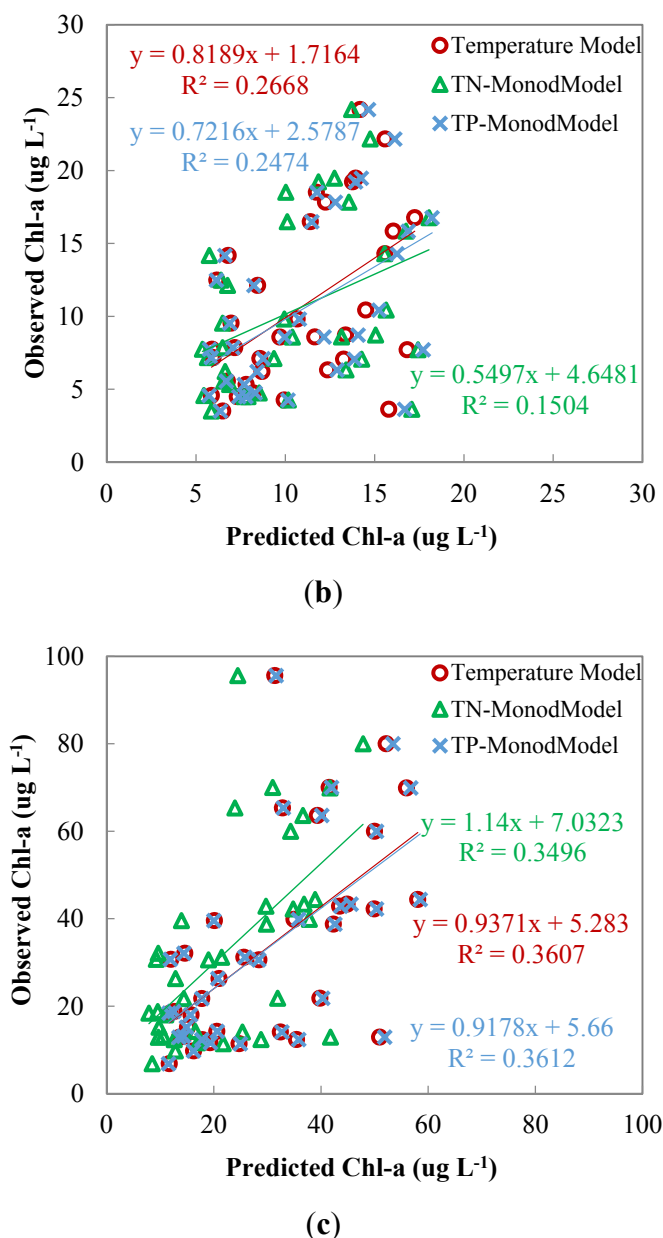 30
25
20
15
10
5
0
0 5 10 15 20 25 30
Observed Chl-a (ug L⁻¹)
Predicted Chl-a (ug L⁻¹)
y = 0.8189x + 1.7164
R² = 0.2668
y = 0.7216x + 2.5787
R² = 0.2474
Temperature Model
TN-MonodModel
TP-MonodModel
y = 0.5497x + 4.6481
R² = 0.1504
(b)
100
80
60
40
20
0
0 20 40 60 80 100
Observed Chl-a (ug L⁻¹)
Predicted Chl-a (ug L⁻¹)
Temperature Model
TN-MonodModel
TP-MonodModel
y = 1.14x + 7.0323
R² = 0.3496
y = 0.9371x + 5.283
R² = 0.3607
y = 0.9178x + 5.66
R² = 0.3612
(c)